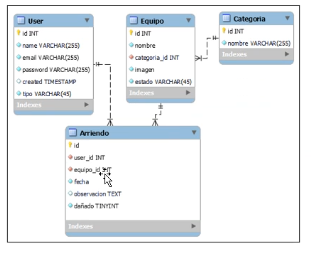 User
id INT
name VARCHAR(255)
email VARCHAR(255)
password VARCHAR(255)
created TIMESTAMP
tipo VARCHAR(45)
Indexes
Equipo
id INT
nombre
categoria_id INT
imagen
estado VARCHAR(45)
Indexes
Categoria
id INT
nombre VARCHAR(255)
Indexes
Arriendo
id
user_id INT
equipo_id INT
fecha
observacion TEXT
dañado TINYINT
Indexes